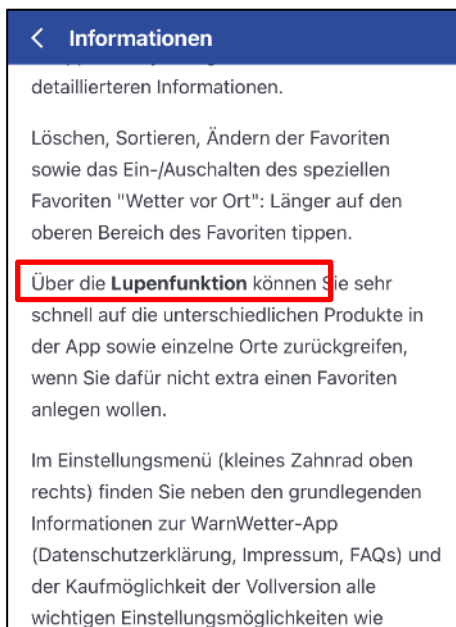 Informationen
detaillierteren Informationen.
Löschen, Sortieren, Ändern der Favoriten
sowie das Ein-/Auschalten des speziellen
Favoriten "Wetter vor Ort": Länger auf den
oberen Bereich des Favoriten tippen.
Über die Lupenfunktion können Sie sehr
schnell auf die unterschiedlichen Produkte in
der App sowie einzelne Orte zurückgreifen,
wenn Sie dafür nicht extra einen Favoriten
anlegen wollen.
Im Einstellungsmenü (kleines Zahnrad oben
rechts) finden Sie neben den grundlegenden
Informationen zur WarnWetter-App
(Datenschutzerklärung, Impressum, FAQs) und
der Kaufmöglichkeit der Vollversion alle
wichtigen Einstellungsmöglichkeiten wie